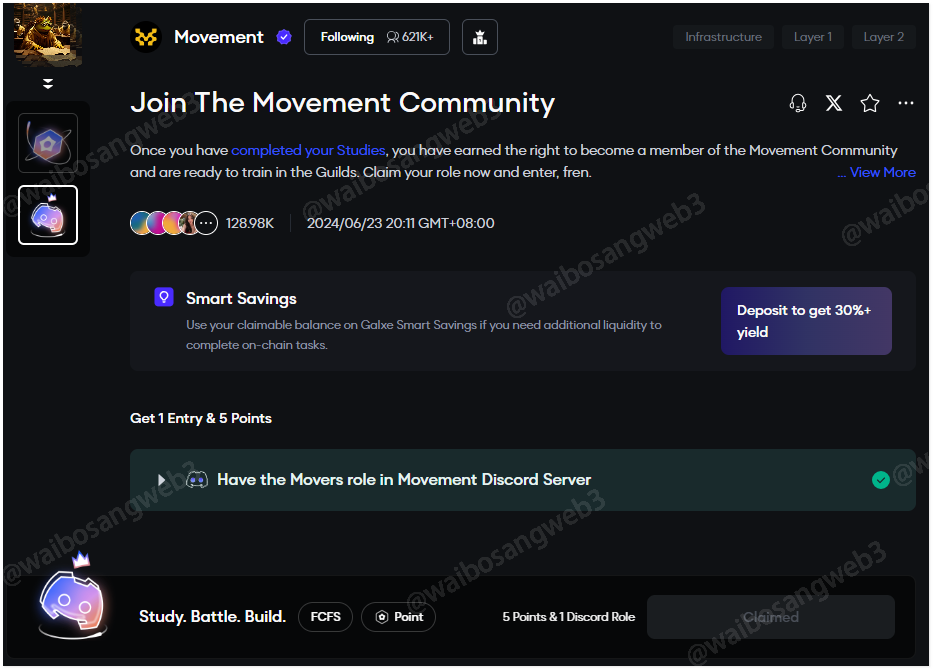 Movement
Following 621K+
Infrastructure Layer 1 Layer 2
Join The Movement Community
Once you have completed your Studies, you have earned the right to become a member of the Movement Community
and are ready to train in the Guilds. Claim your role now and enter, fren.
... View More
128.98K 2024/06/23 20:11 GMT+08:00
Smart Savings
Use your claimable balance on Galxe Smart Savings if you need additional liquidity to
complete on-chain tasks.
Deposit to get 30%+
yield
Get 1 Entry & 5 Points
Have the Movers role in Movement Discord Server
Study. Battle. Build. FCFS Point 5 Points & 1 Discord Role Claimed
@waibosangweb3
@waibosangweb3
@waibosangweb3
@waibo
@waibosangweb3
@waibosangweb3
@wa
@waibosangweb3